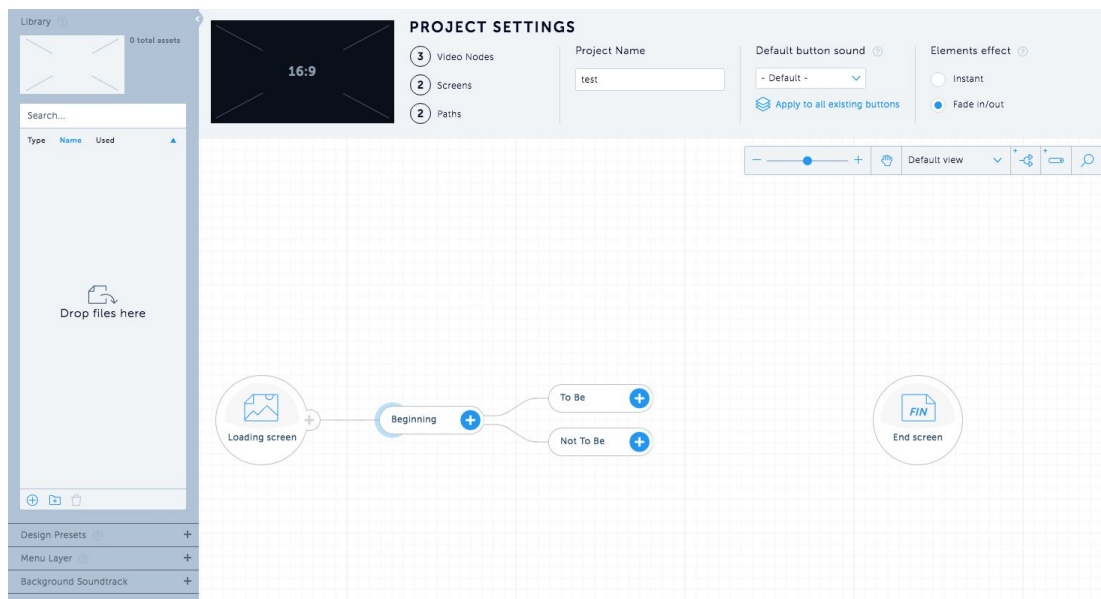 Library
0 total assets
Search...
Type Name Used
Drop files here
Design Presets
Menu Layer
Background Soundtrack
16:9
PROJECT SETTINGS
3 Video Nodes
2 Screens
2 Paths
Project Name
test
Default button sound
- Default -
Apply to all existing buttons
Elements effect
Instant
Fade in/out
Default view
Loading screen
Beginning
To Be
Not To Be
FIN
End screen